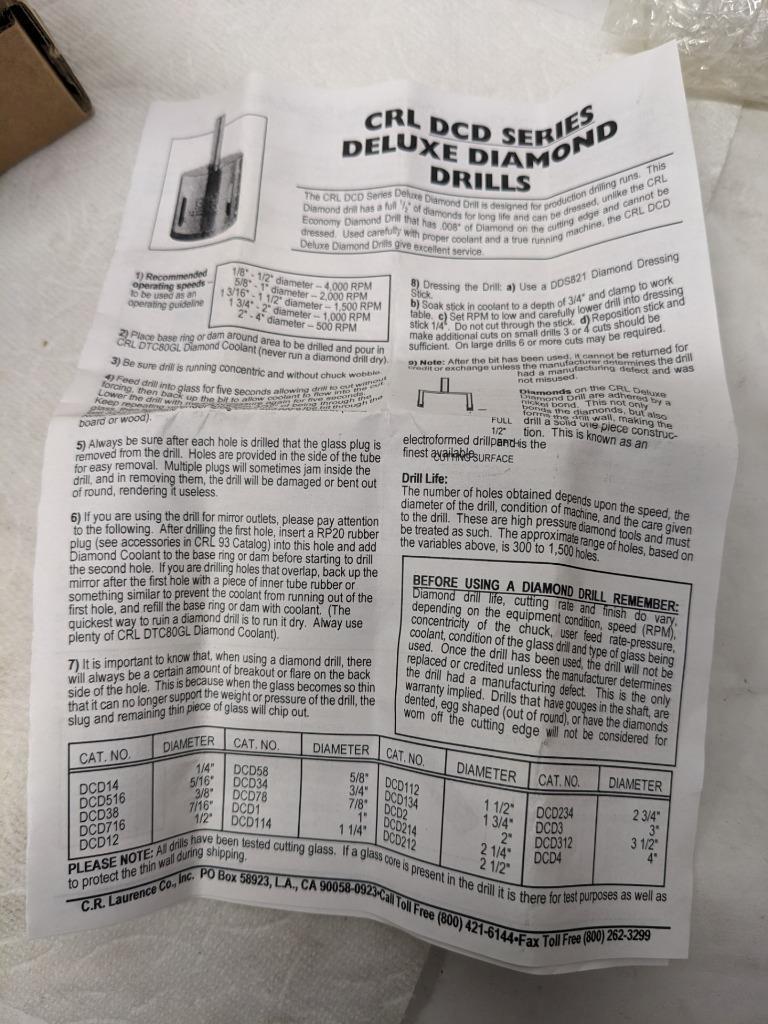 CRL DCD SERIES
DELUXE DIAMOND
DRILLS
The CRL DCD Series Deluxe Diamond Drill is designed for production drilling runs. This
Diamond drill has a full 1/2" of diamonds for long life and can be dressed, unlike the CRL
Economy Diamond Drill that has .008" of Diamond on the cutting edge and cannot be
dressed. Used carefully with proper coolant and a true running machine, the CRL DCD
Deluxe Diamond Drills give excellent service.
1) Recommended
operating speeds -
to be used as an
operating guideline
1/8" - 1/2" diameter – 4,000 RPM
5/8" - 1" diameter – 2,000 RPM
1 3/16" - 1 1/2" diameter – 1,500 RPM
1 3/4" - 2" diameter – 1,000 RPM
2" - 4" diameter – 500 RPM
2) Place base ring or dam around area to be drilled and pour in
CRL DTC80GL Diamond Coolant (never run a diamond drill dry).
3) Be sure drill is running concentric and without chuck wobble.
4) Feed drill into glass for five seconds allowing drill to cut without
forcing, then back up the bit to allow coolant to flow into the cut.
Lower the drill with
Keep repeating
glass,
board or wood).
5) Always be sure after each hole is drilled that the glass plug is
removed from the drill. Holes are provided in the side of the tube
for easy removal. Multiple plugs will sometimes jam inside the
drill, and in removing them, the drill will be damaged or bent out
of round, rendering it useless.
6) If you are using the drill for mirror outlets, please pay attention
to the following. After drilling the first hole, insert a RP20 rubber
plug (see accessories in CRL 93 Catalog) into this hole and add
Diamond Coolant to the base ring or dam before starting to drill
the second hole. If you are drilling holes that overlap, back up the
mirror after the first hole with a piece of inner tube rubber or
something similar to prevent the coolant from running out of the
first hole, and refill the base ring or dam with coolant. (The
quickest way to ruin a diamond drill is to run it dry. Alway use
plenty of CRL DTC80GL Diamond Coolant).
7) It is important to know that, when using a diamond drill, there
will always be a certain amount of breakout or flare on the back
side of the hole. This is because when the glass becomes so thin
that it can no longer support the weight or pressure of the drill, the
slug and remaining thin piece of glass will chip out.
8) Dressing the Drill: a) Use a DDS821 Diamond Dressing
Stick.
b) Soak stick in coolant to a depth of 3/4" and clamp to work
table. c) Set RPM to low and carefully lower drill into dressing
stick 1/4". Do not cut through the stick. d) Reposition stick and
make additional cuts on small drills 3 or 4 cuts should be
sufficient. On large drills 6 or more cuts may be required.
9) Note: After the bit has been used, it cannot be returned for
credit or exchange unless the manufacturer determines the drill
had a manufacturing defect and was
not misused.
Diamonds on the CRL Deluxe
Diamond Drill are adhered by a
nickel bond. This not only
bonds the diamonds, but also
forms the drill wall, making the
drill a solid one piece construc-
tion. This is known as an
electroformed drill and is the
finest available.
FULL
1/2"
DEPTH
CUTTING SURFACE
Drill Life:
The number of holes obtained depends upon the speed, the
diameter of the drill, condition of machine, and the care given
to the drill. These are high pressure diamond tools and must
be treated as such. The approximate range of holes, based on
the variables above, is 300 to 1,500 holes.
BEFORE USING A DIAMOND DRILL REMEMBER:
Diamond drill life, cutting rate and finish do vary,
depending on the equipment condition, speed (RPM),
concentricity of the chuck, user feed rate-pressure,
coolant, condition of the glass drill and type of glass being
used. Once the drill has been used, the drill will not be
replaced or credited unless the manufacturer determines
the drill had a manufacturing defect. This is the only
warranty implied. Drills that have gouges in the shaft, are
dented, egg shaped (out of round), or have the diamonds
worn off the cutting edge will not be considered for
CAT. NO. DIAMETER CAT. NO. DIAMETER CAT. NO. DIAMETER CAT. NO. DIAMETER
DCD14 1/4" DCD58 5/8" DCD112 1 1/2" DCD234 2 3/4"
DCD516 5/16" DCD34 3/4" DCD134 1 3/4" DCD3 3"
DCD38 3/8" DCD78 7/8" DCD2 2" DCD312 3 1/2"
DCD716 7/16" DCD1 1" DCD214 2 1/4" DCD4 4"
DCD12 1/2" DCD114 1 1/4" DCD212 2 1/2"
PLEASE NOTE: All drills have been tested cutting glass. If a glass core is present in the drill it is there for test purposes as well as
to protect the thin wall during shipping.
C.R. Laurence Co., Inc. PO Box 58923, L.A., CA 90058-0923•Call Toll Free (800) 421-6144•Fax Toll Free (800) 262-3299